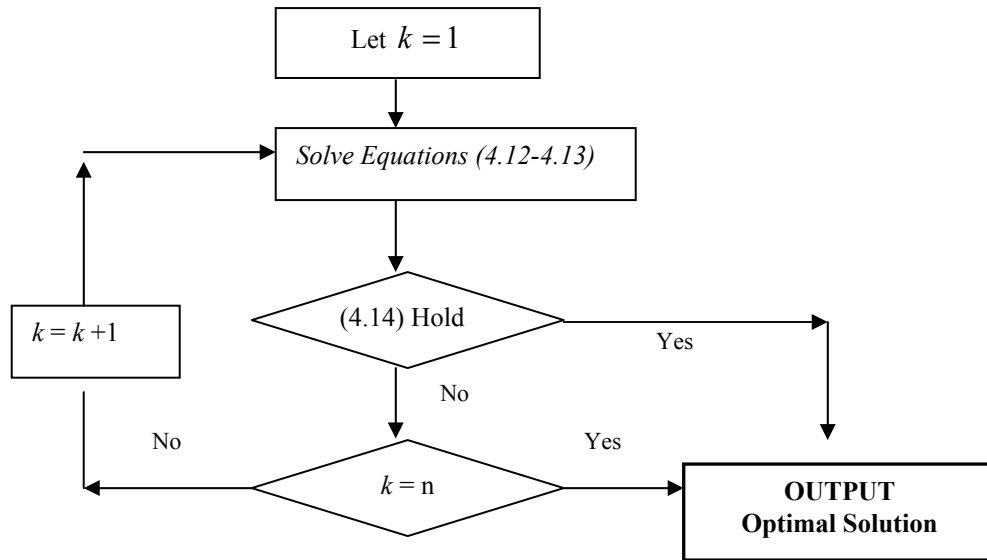 Let k = 1
Solve Equations (4.12-4.13)
(4.14) Hold
k = k +1
Yes
No
No
Yes
k = n
OUTPUT
Optimal Solution